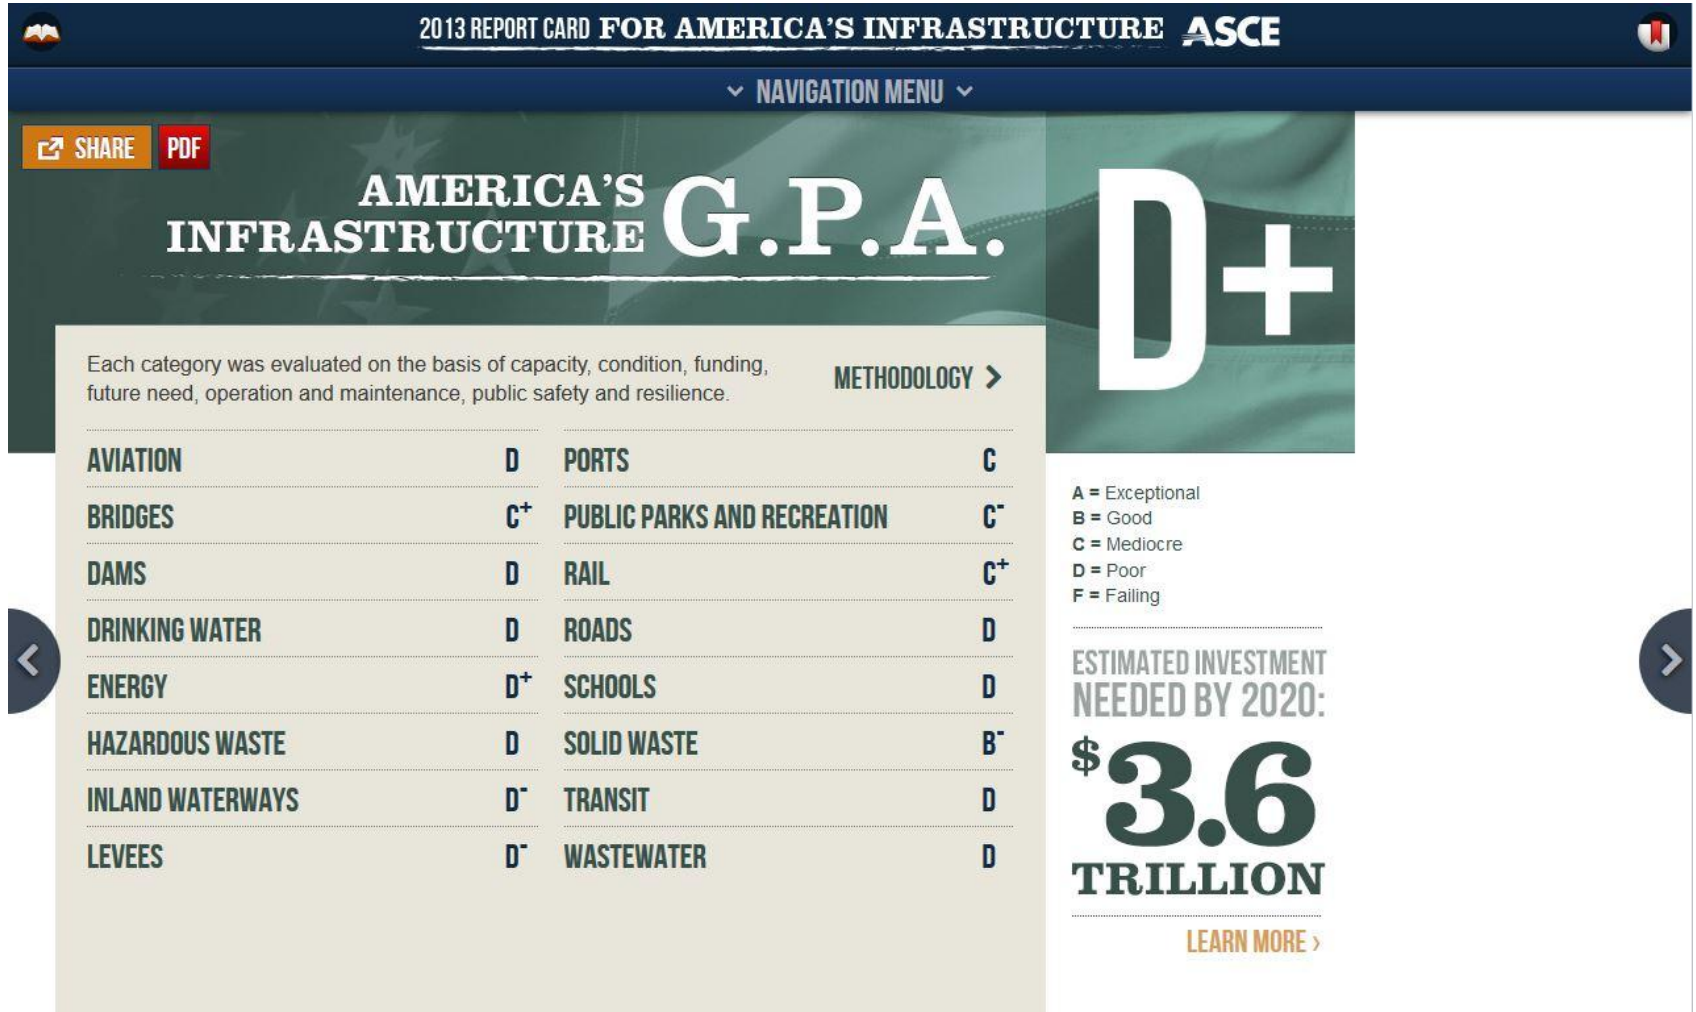 2013 REPORT CARD FOR AMERICA'S INFRASTRUCTURE ASCE
NAVIGATION MENU
SHARE PDF
AMERICA'S
INFRASTRUCTURE G.P.A.
D+
Each category was evaluated on the basis of capacity, condition, funding,
future need, operation and maintenance, public safety and resilience.
METHODOLOGY >
AVIATION D
BRIDGES C+
DAMS D
DRINKING WATER D
ENERGY D+
HAZARDOUS WASTE D
INLAND WATERWAYS D-
LEVEES D-
PORTS C
PUBLIC PARKS AND RECREATION C-
RAIL C+
ROADS D
SCHOOLS D
SOLID WASTE B-
TRANSIT D
WASTEWATER D
A = Exceptional
B = Good
C = Mediocre
D = Poor
F = Failing
ESTIMATED INVESTMENT
NEEDED BY 2020:
$3.6
TRILLION
LEARN MORE >